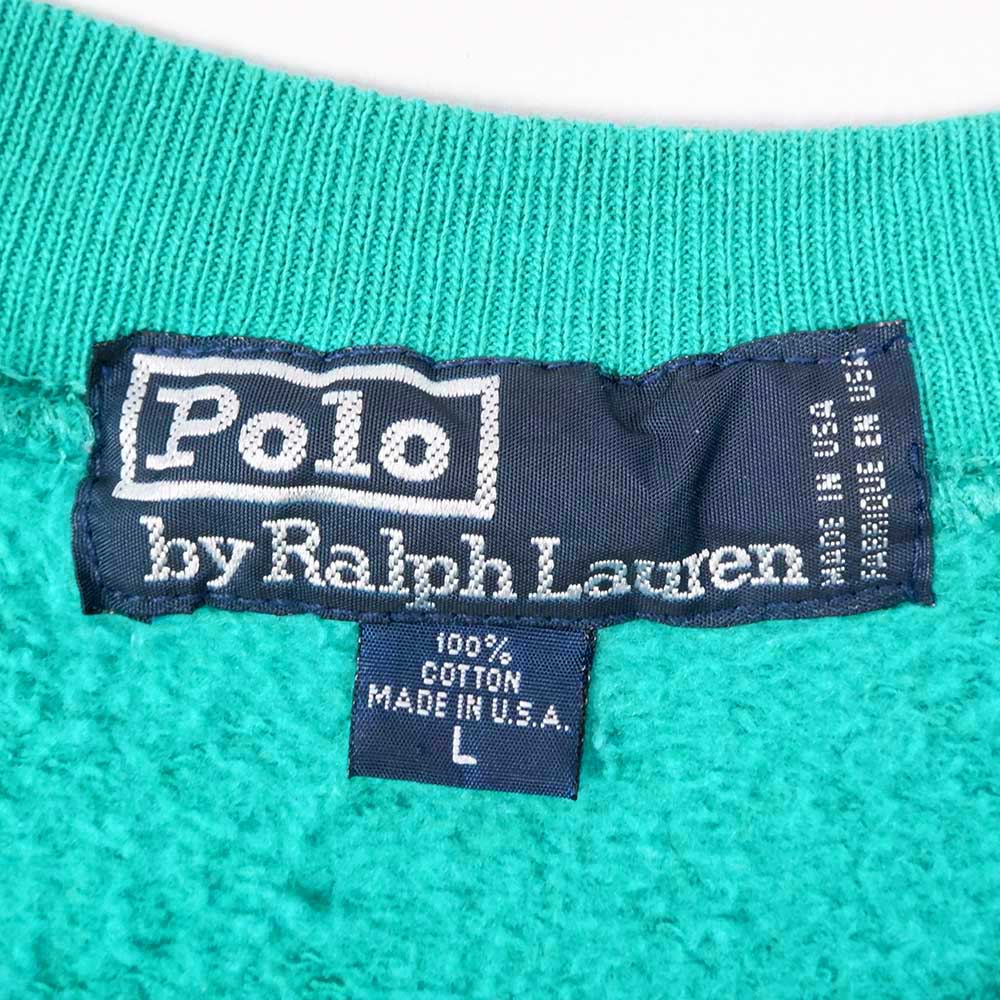 Polo
by Ralph Lauren
MADE IN USA
FABRIQUE EN USA
100%
COTTON
MADE IN U.S.A.
L